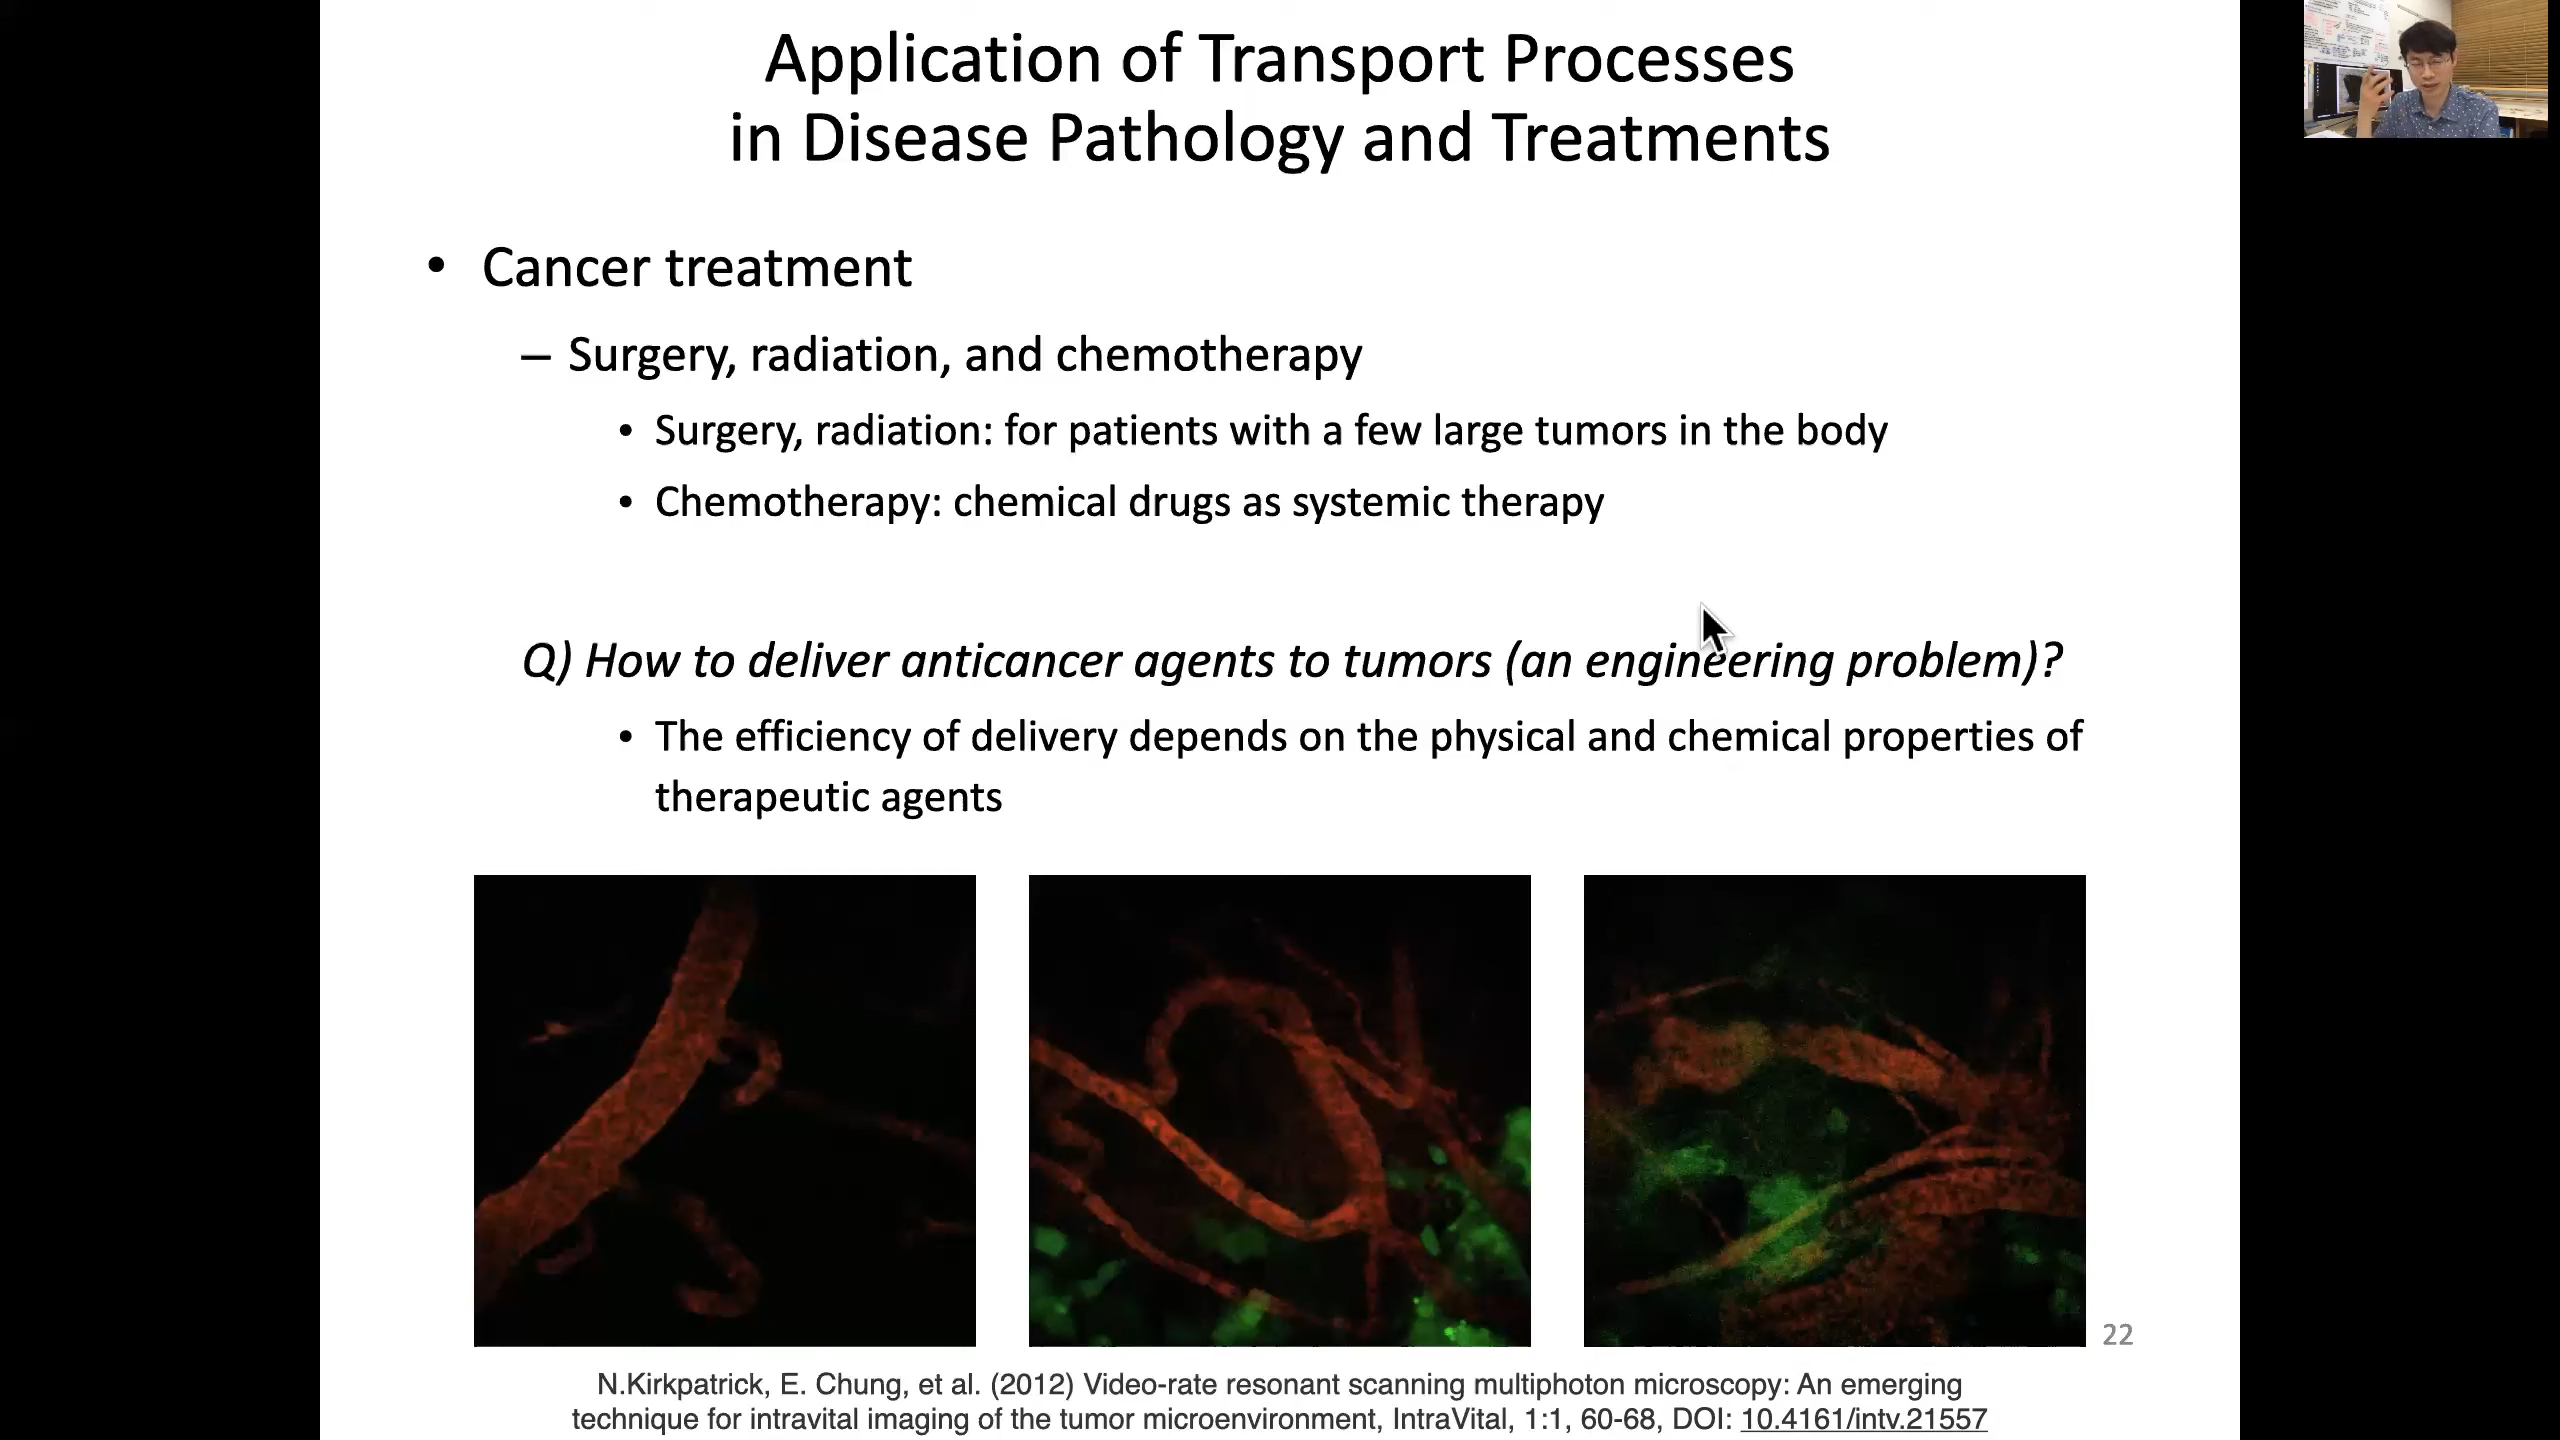 Application of Transport Processes
in Disease Pathology and Treatments
• Cancer treatment
– Surgery, radiation, and chemotherapy
• Surgery, radiation: for patients with a few large tumors in the body
• Chemotherapy: chemical drugs as systemic therapy
Q) How to deliver anticancer agents to tumors (an engineering problem)?
• The efficiency of delivery depends on the physical and chemical properties of
therapeutic agents
22
N.Kirkpatrick, E. Chung, et al. (2012) Video-rate resonant scanning multiphoton microscopy: An emerging
technique for intravital imaging of the tumor microenvironment, IntraVital, 1:1, 60-68, DOI: 10.4161/intv.21557